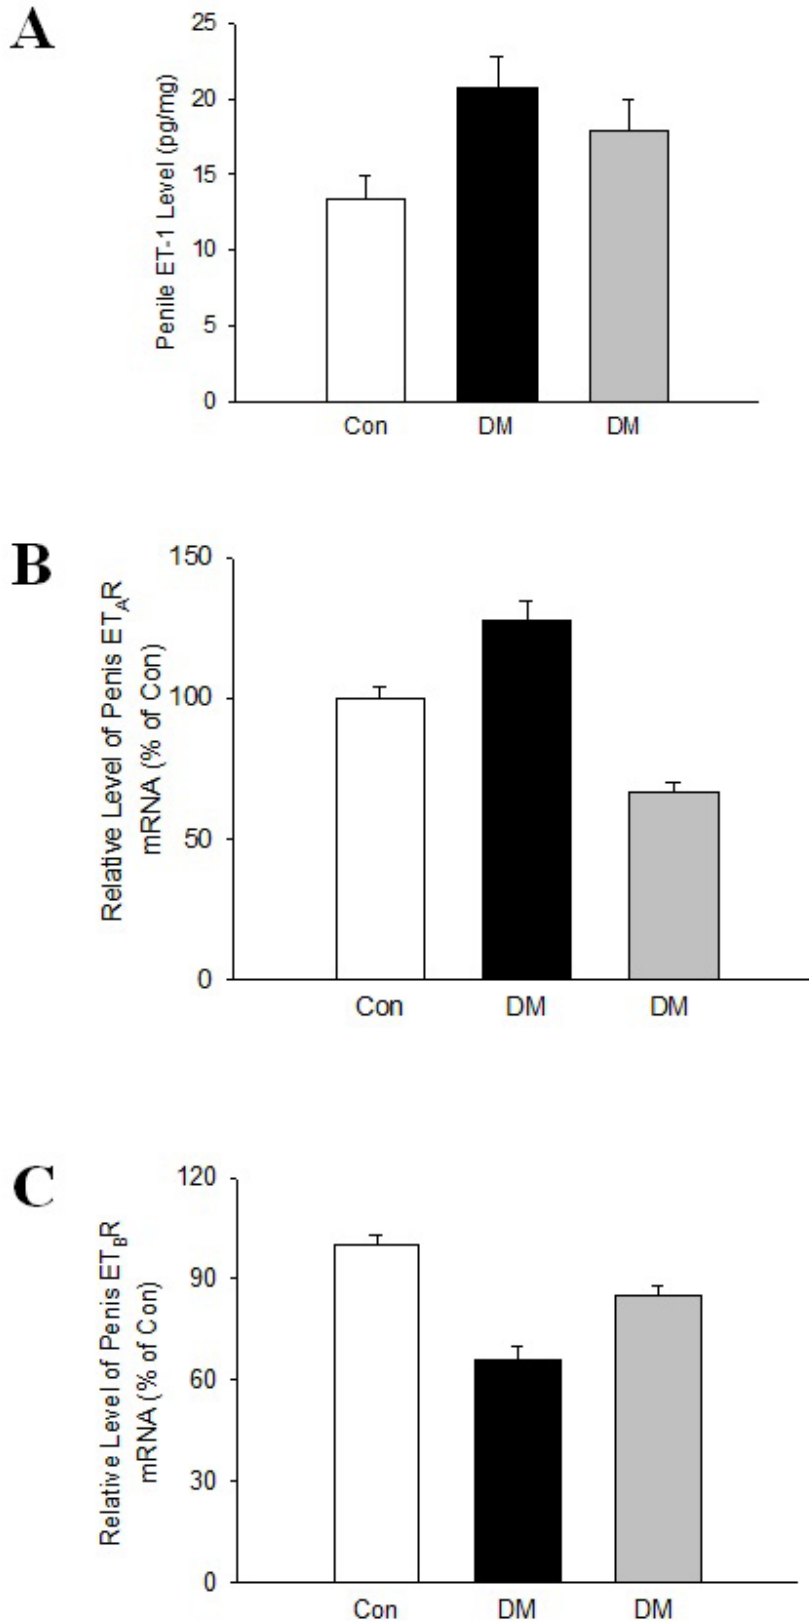 A
Penile ET-1 Level (pg/mg)
25
20
15
10
5
0
Con DM DM
B
Relative Level of Penis ETAR
mRNA (% of Con)
150
100
50
0
Con DM DM
C
Relative Level of Penis ETBR
mRNA (% of Con)
120
90
60
30
0
Con DM DM